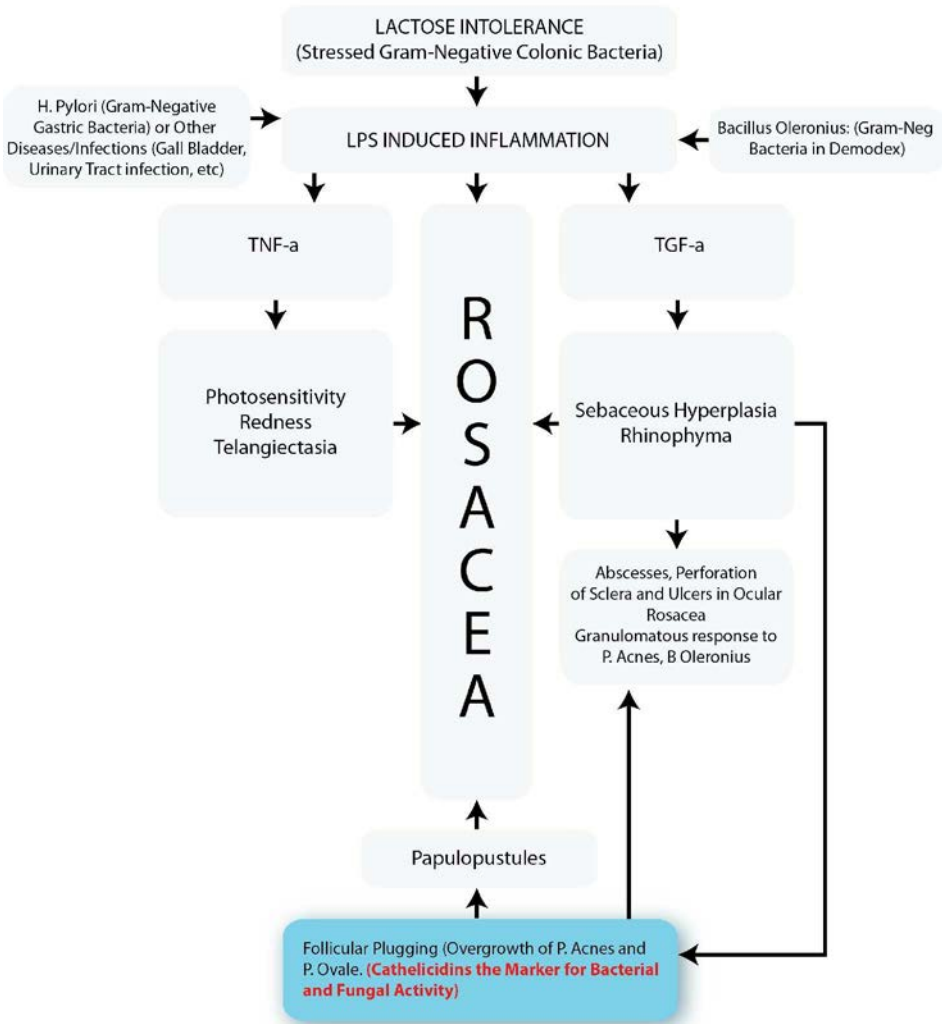 LACTOSE INTOLERANCE
(Stressed Gram-Negative Colonic Bacteria)
H. Pylori (Gram-Negative
Gastric Bacteria) or Other
Diseases/Infections (Gall Bladder,
Urinary Tract infection, etc)
LPS INDUCED INFLAMMATION
Bacillus Oleronius: (Gram-Neg
Bacteria in Demodex)
TNF-a
TGF-a
ROSACEA
Photosensitivity
Redness
Telangiectasia
Sebaceous Hyperplasia
Rhinophyma
Abscesses, Perforation
of Sclera and Ulcers in Ocular
Rosacea
Granulomatous response to
P. Acnes, B Oleronius
Papulopustules
Follicular Plugging (Overgrowth of P. Acnes and
P. Ovale. (Cathelicidins the Marker for Bacterial
and Fungal Activity)